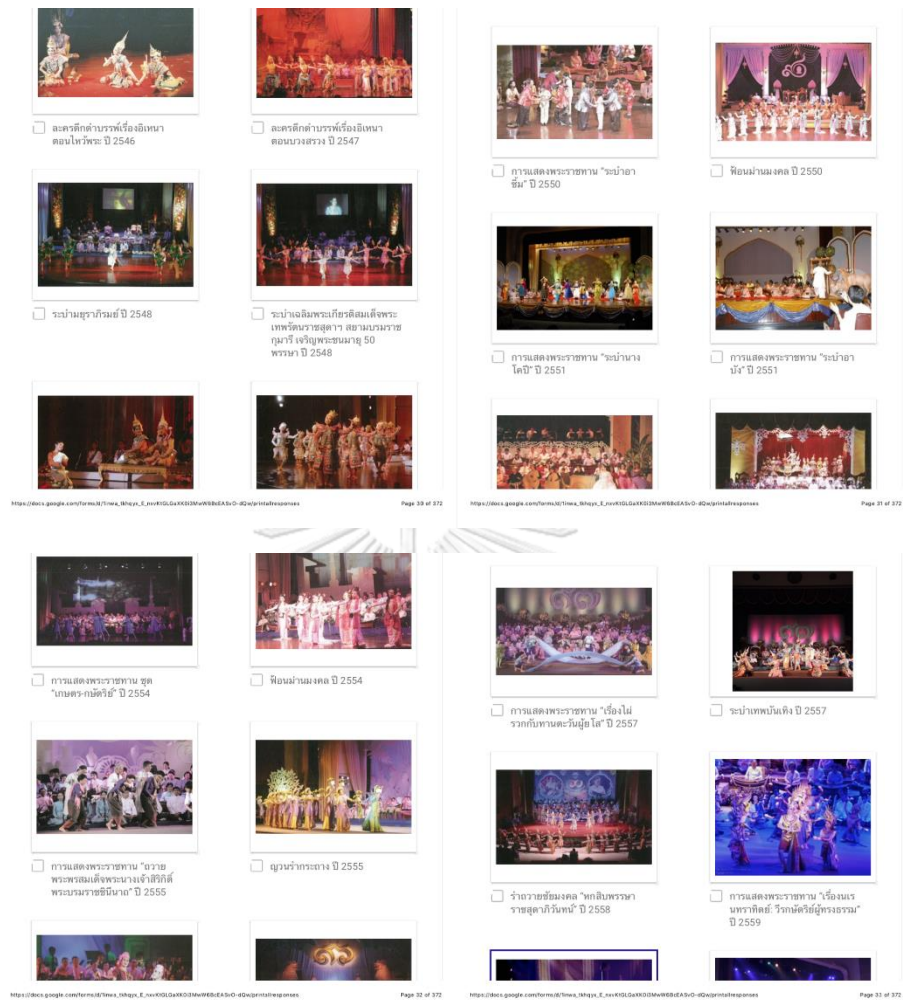 ละครดึกดำบรรพ์เรื่องอิเหนา
ตอนไหว้พระ ปี 2546
ละครดึกดำบรรพ์เรื่องอิเหนา
ตอนบวงสรวง ปี 2547
ระบำมยุราภิรมย์ ปี 2548
ระบำเฉลิมพระเกียรติสมเด็จพระ
เทพรัตนราชสุดาฯ สยามบรมราช
กุมารี เจริญพระชนมายุ 50
พรรษา ปี 2548
https://docs.google.com/forms/d/
Page 30 of 372
การแสดงพระราชทาน "ระบำอา
ชิ้ม" ปี 2550
ฟ้อนม่านมงคล ปี 2550
การแสดงพระราชทาน "ระบำนาง
โคปี" ปี 2551
การแสดงพระราชทาน "ระบำอา
บัง" ปี 2551
https://docs.google.com/forms/d/
Page 31 of 372
การแสดงพระราชทาน ชุด
"เกษตร-กษัตริย์" ปี 2554
ฟ้อนม่านมงคล ปี 2554
การแสดงพระราชทาน "ถวาย
พระพรสมเด็จพระนางเจ้าสิริกิติ์
พระบรมราชินีนาถ" ปี 2555
ญวนรำกระถาง ปี 2555
https://docs.google.com/forms/d/
Page 32 of 372
การแสดงพระราชทาน "เรื่องไผ่
รวกกับทานตะวันผู้ยโส" ปี 2557
ระบำเทพบันเทิง ปี 2557
รำถวายชัยมงคล "หกสิบพรรษา
ราชสุดาภิวันทน์" ปี 2558
การแสดงพระราชทาน "เรื่องนเร
นทราทิตย์: วีรกษัตริย์ผู้ทรงธรรม"
ปี 2559
https://docs.google.com/forms/d/
Page 33 of 372